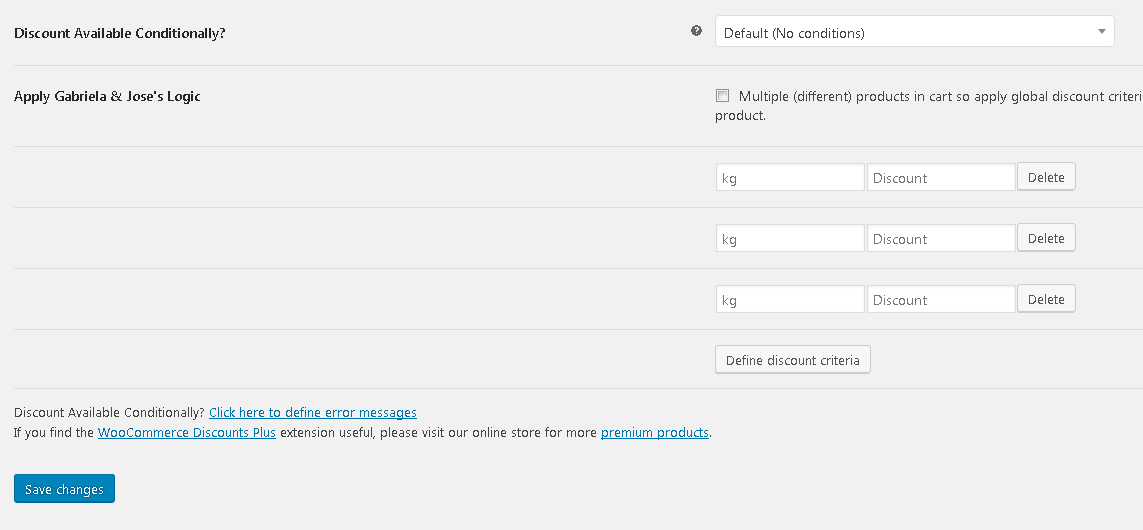 Discount Available Conditionally?
Default (No conditions)
Apply Gabriela & Jose's Logic
Multiple (different) products in cart so apply global discount criteri
product.
kg Discount Delete
kg Discount Delete
kg Discount Delete
Define discount criteria
Discount Available Conditionally? Click here to define error messages
If you find the WooCommerce Discounts Plus extension useful, please visit our online store for more premium products.
Save changes